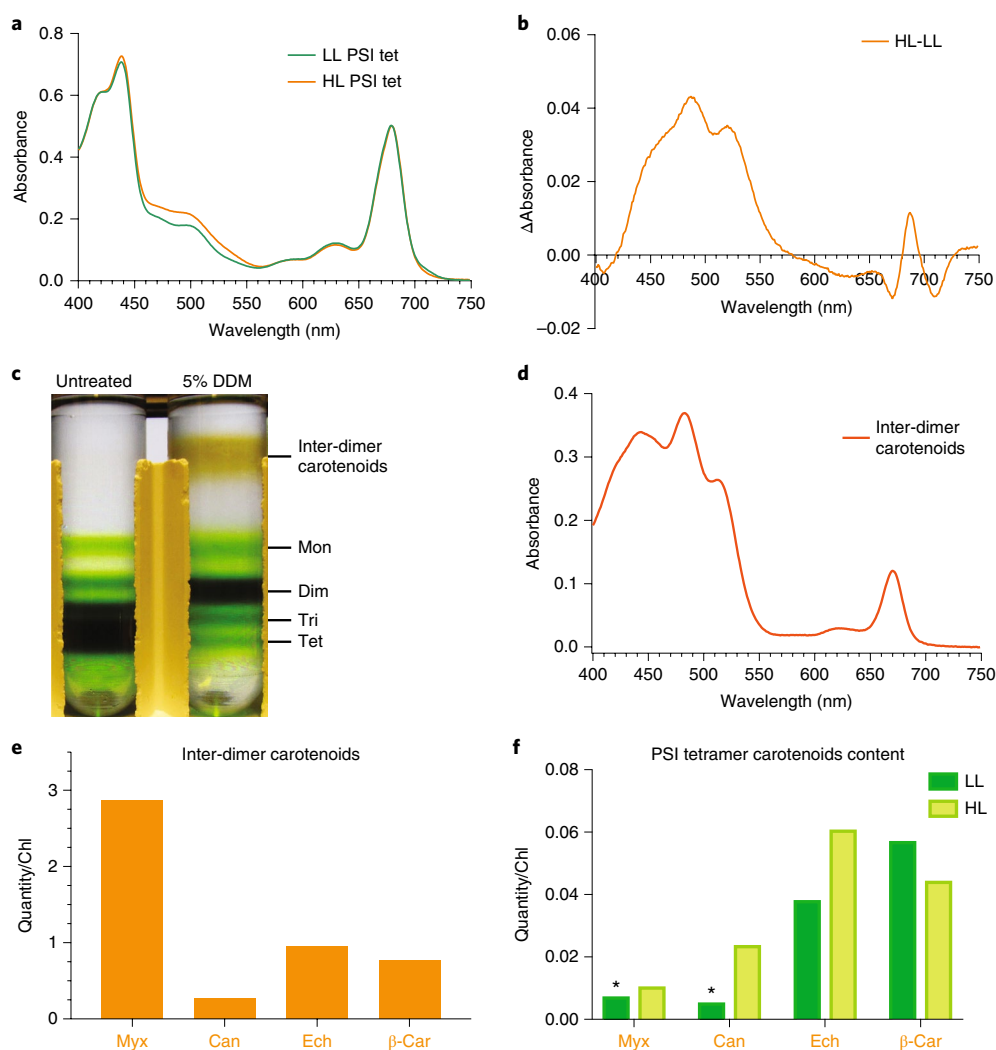 a
0.8
0.6
0.4
0.2
0.0
Absorbance
400 450 500 550 600 650 700 750
Wavelength (nm)
LL PSI tet
HL PSI tet
b
0.06
0.04
0.02
0.00
–0.02
ΔAbsorbance
400 450 500 550 600 650 700 750
Wavelength (nm)
HL-LL
c
Untreated 5% DDM
Inter-dimer
carotenoids
Mon
Dim
Tri
Tet
d
0.4
0.3
0.2
0.1
0.0
Absorbance
400 450 500 550 600 650 700 750
Wavelength (nm)
Inter-dimer
carotenoids
e
Inter-dimer carotenoids
3
2
1
0
Quantity/Chl
Myx Can Ech β-Car
f
PSI tetramer carotenoids content
0.08
0.06
0.04
0.02
0.00
Quantity/Chl
LL
HL
* *
Myx Can Ech β-Car